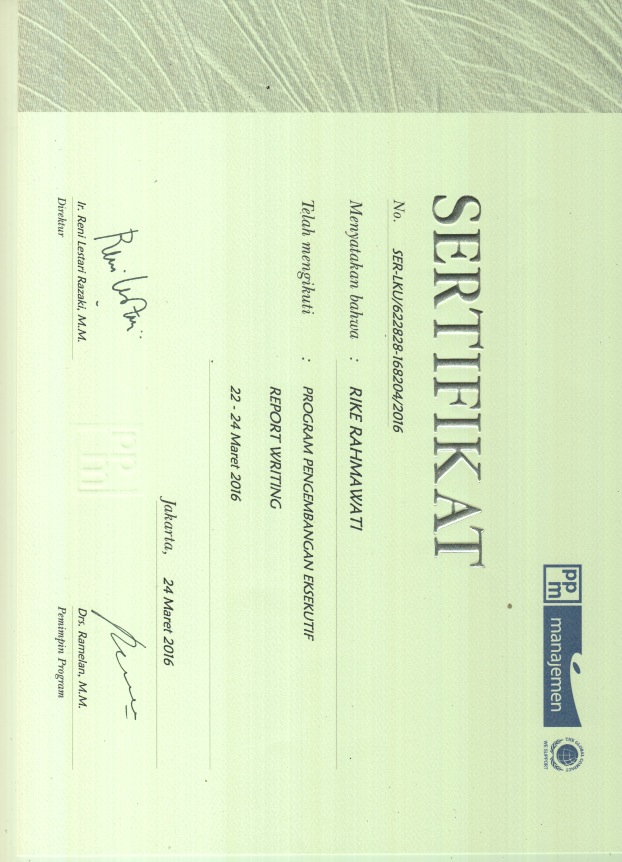 ppm manajemen
THE GLOBAL COMPACT
WE SUPPORT
SERTIFIKAT
No. SER-LKU/622828-168204/2016
Menyatakan bahwa : RIKE RAHMAWATI
Telah mengikuti : PROGRAM PENGEMBANGAN EKSEKUTIF
REPORT WRITING
22 - 24 Maret 2016
Jakarta, 24 Maret 2016
ppm
Ir. Reni Lestari Razaki, M.M.
Direktur
Drs. Ramelan, M.M.
Pemimpin Program